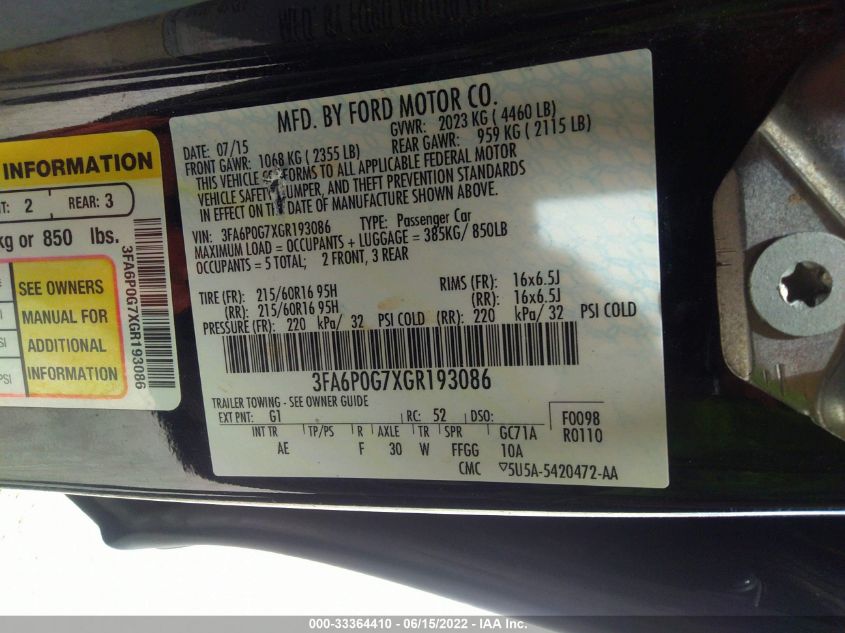 MFD. BY FORD MOTOR CO.
DATE: 07/15 GVWR: 2023 KG ( 4460 LB)
FRONT GAWR: 1068 KG ( 2355 LB) REAR GAWR: 959 KG ( 2115 LB)
THIS VEHICLE FORMS TO ALL APPLICABLE FEDERAL MOTOR
VEHICLE SAFETY BUMPER, AND THEFT PREVENTION STANDARDS
IN EFFECT ON DATE OF MANUFACTURE SHOWN ABOVE.
VIN: 3FA6P0G7XGR193086 TYPE: Passenger Car
MAXIMUM LOAD = OCCUPANTS + LUGGAGE = 385KG/ 850LB
OCCUPANTS = 5 TOTAL; 2 FRONT, 3 REAR
TIRE (FR): 215/60R16 95H RIMS (FR): 16x6.5J
(RR): 215/60R16 95H (RR): 16x6.5J
PRESSURE (FR): 220 kPa/ 32 PSI COLD (RR): 220 kPa/ 32 PSI COLD
3FA6P0G7XGR193086
TRAILER TOWING - SEE OWNER GUIDE
EXT PNT: G1 RC: 52 DSO: F0098
INT TR TP/PS R AXLE TR SPR GC71A R0110
AE F 30 W FFGG 10A
CMC 5U5A-5420472-AA
INFORMATION
2 REAR: 3
kg or 850 lbs.
SEE OWNERS
MANUAL FOR
ADDITIONAL
INFORMATION
3FA6P0G7XGR193086
000-33364410 - 06/15/2022 - IAA Inc.